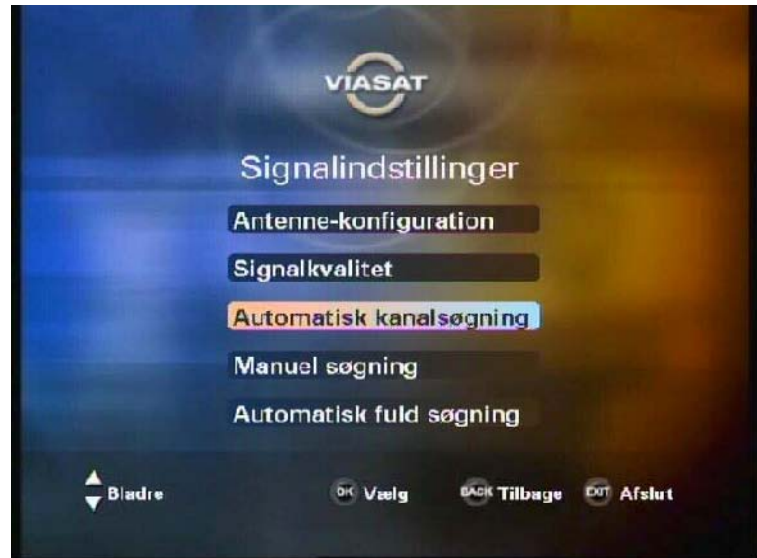 VIASAT
Signalindstillinger
Antenne-konfiguration
Signalkvalitet
Automatisk kanalsøgning
Manuel søgning
Automatisk fuld søgning
Bladre OK Vælg BACK Tilbage EXIT Afslut